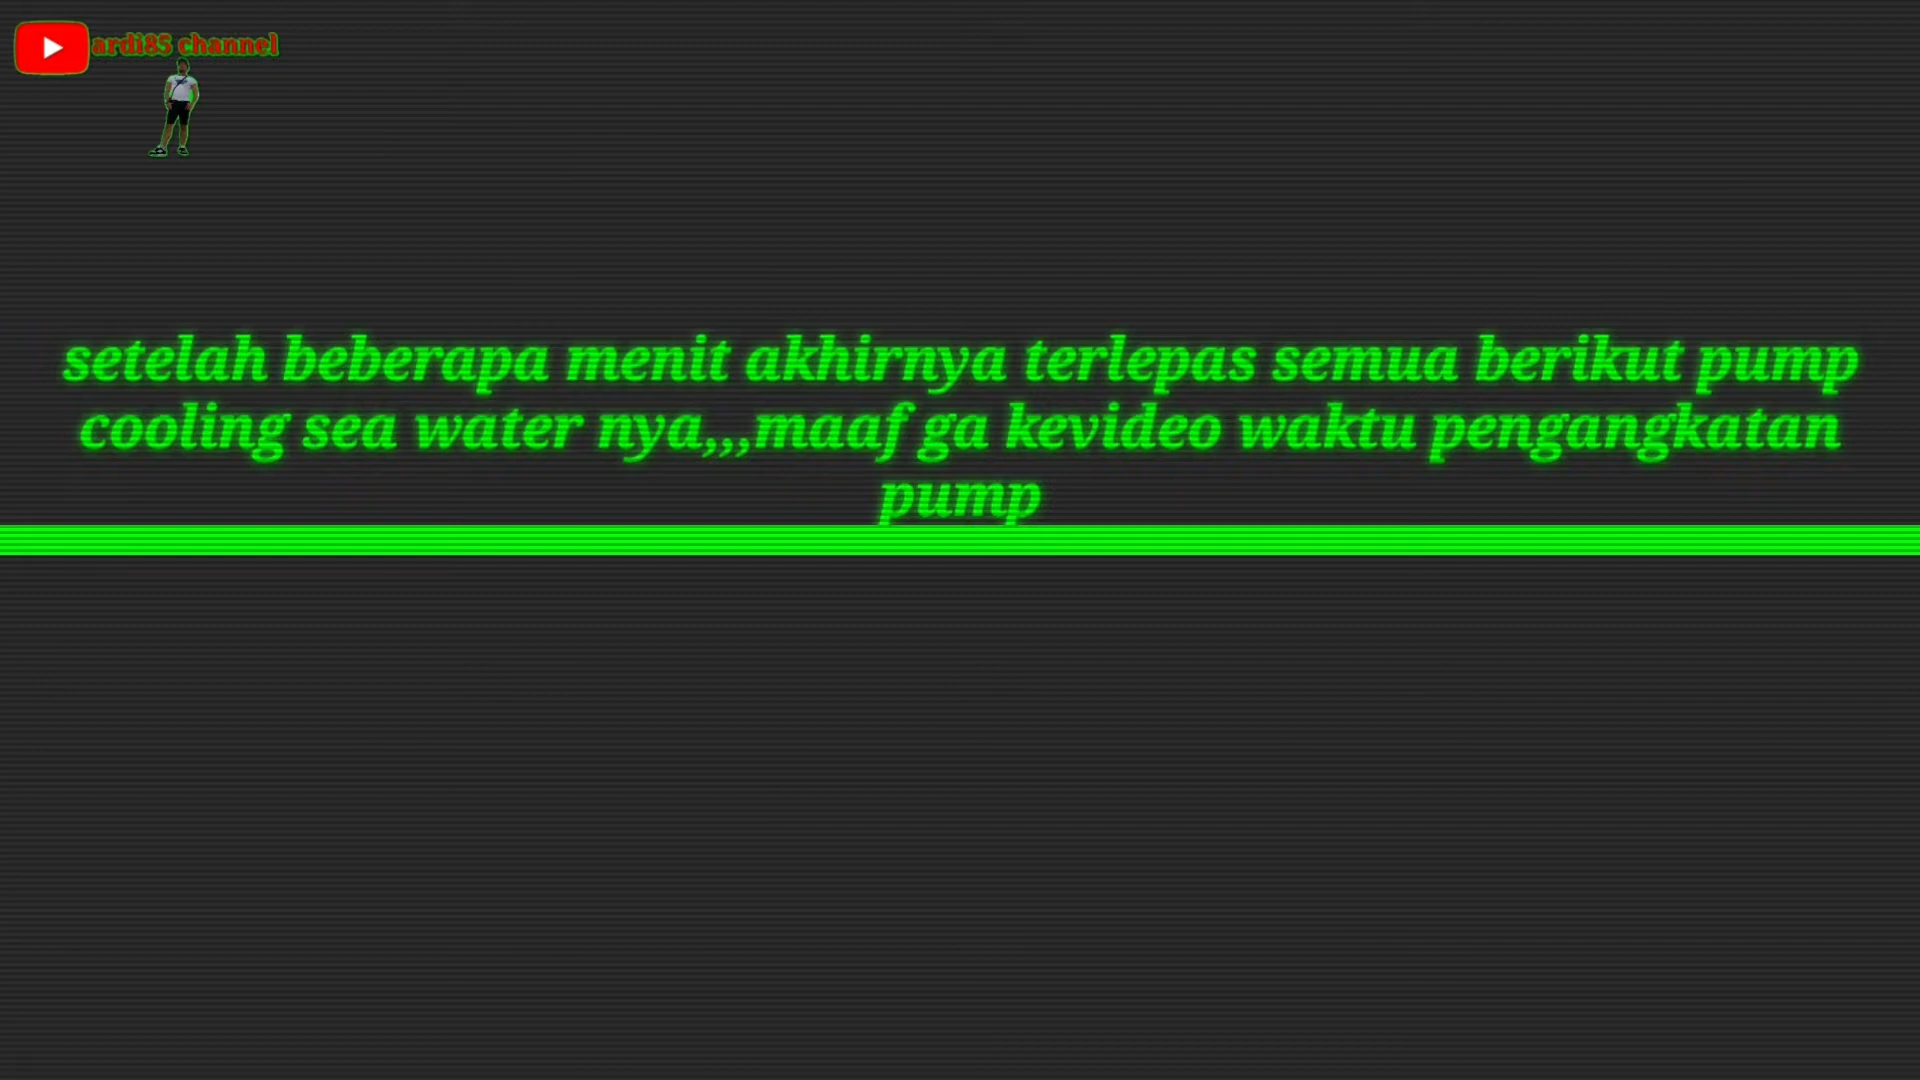 ardi85 channel
setelah beberapa menit akhirnya terlepas semua berikut pump
cooling sea water nya,,,maaf ga kevideo waktu pengangkatan
pump